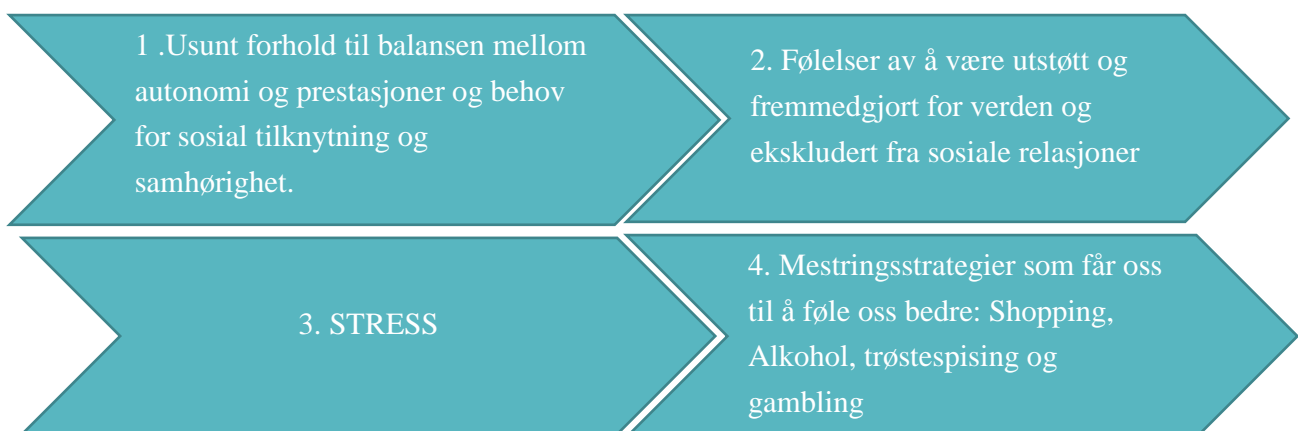 1 .Usunt forhold til balansen mellom
autonomi og prestasjoner og behov
for sosial tilknytning og
samhørighet.
2. Følelser av å være utstøtt og
fremmedgjort for verden og
ekskludert fra sosiale relasjoner
3. STRESS
4. Mestringsstrategier som får oss
til å føle oss bedre: Shopping,
Alkohol, trøstespising og
gambling